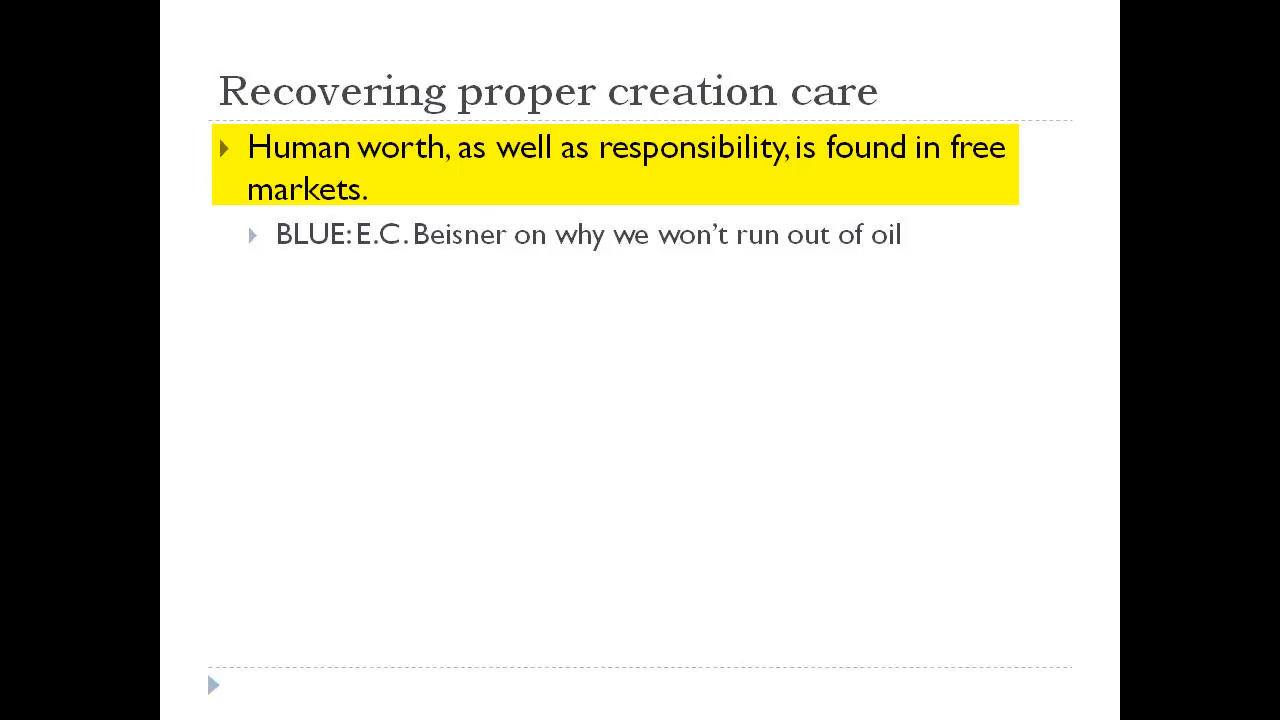 Recovering proper creation care
Human worth, as well as responsibility, is found in free
markets.
BLUE: E.C. Beisner on why we won't run out of oil